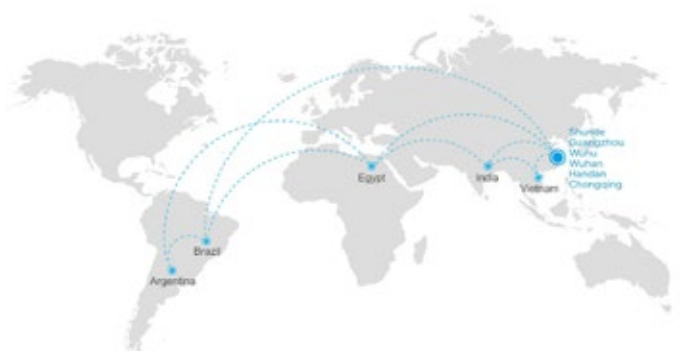 Shunde
Guangzhou
Wuhu
Wuhan
Handan
Chongqing
Egypt
India
Vietnam
Brazil
Argentina